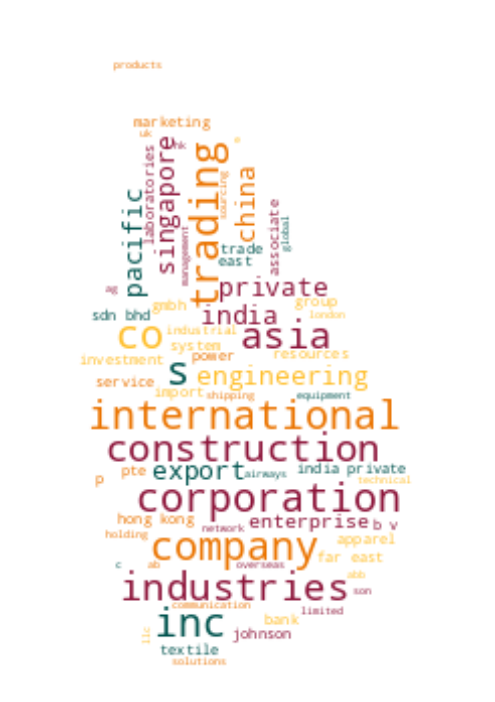 products
marketing
uk
hk
e
laboratories
singapore
trading
sourcing
china
pacific
management
associate
global
trade
east
ag
private
gmbh
group
sdn bhd
india
london
co
industrial
asia
system
investment
power
resources
s
engineering
service
import
shipping
equipment
international
construction
pte
export
airways
india private
p
technical
corporation
hong kong
enterprise
b v
network
holding
company
apparel
far east
c
ab
overseas
abb
industries
son
communication
limited
inc
bank
llc
johnson
textile
solutions